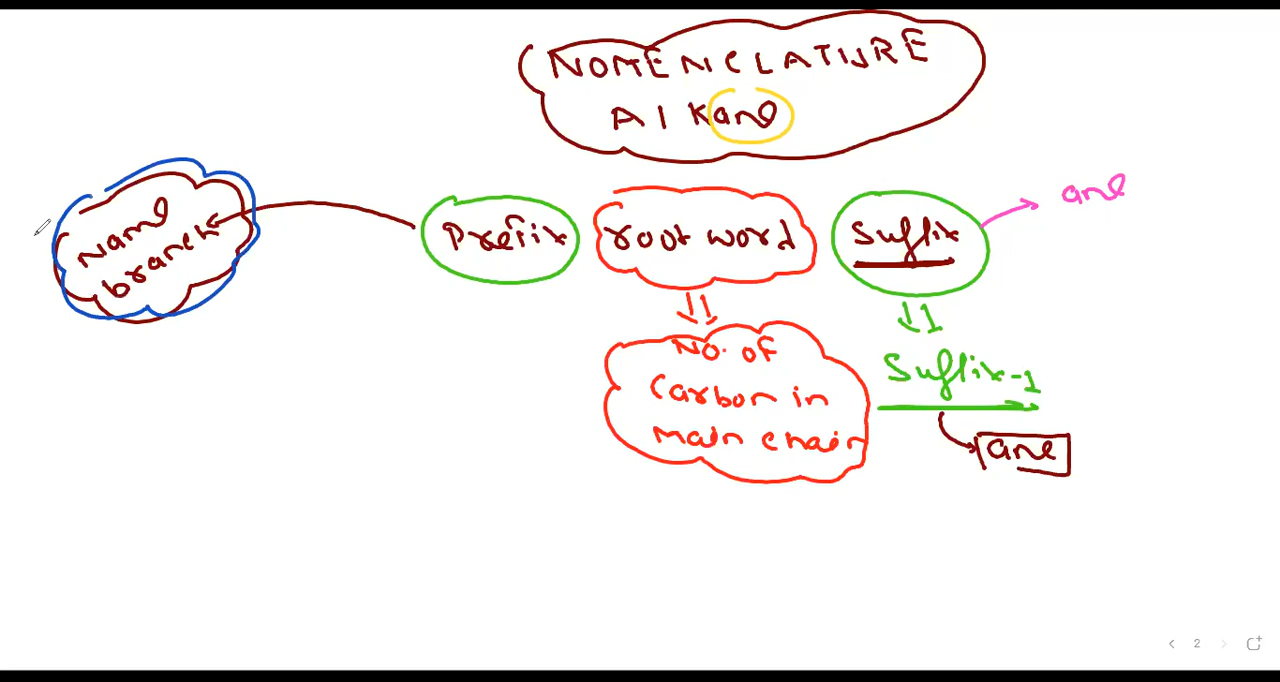 NOMENCLATURE
Alkane
Name
branch
Prefix root word Suffix ane
No. of
Carbon in
main chain
Suffix-1
ane
2